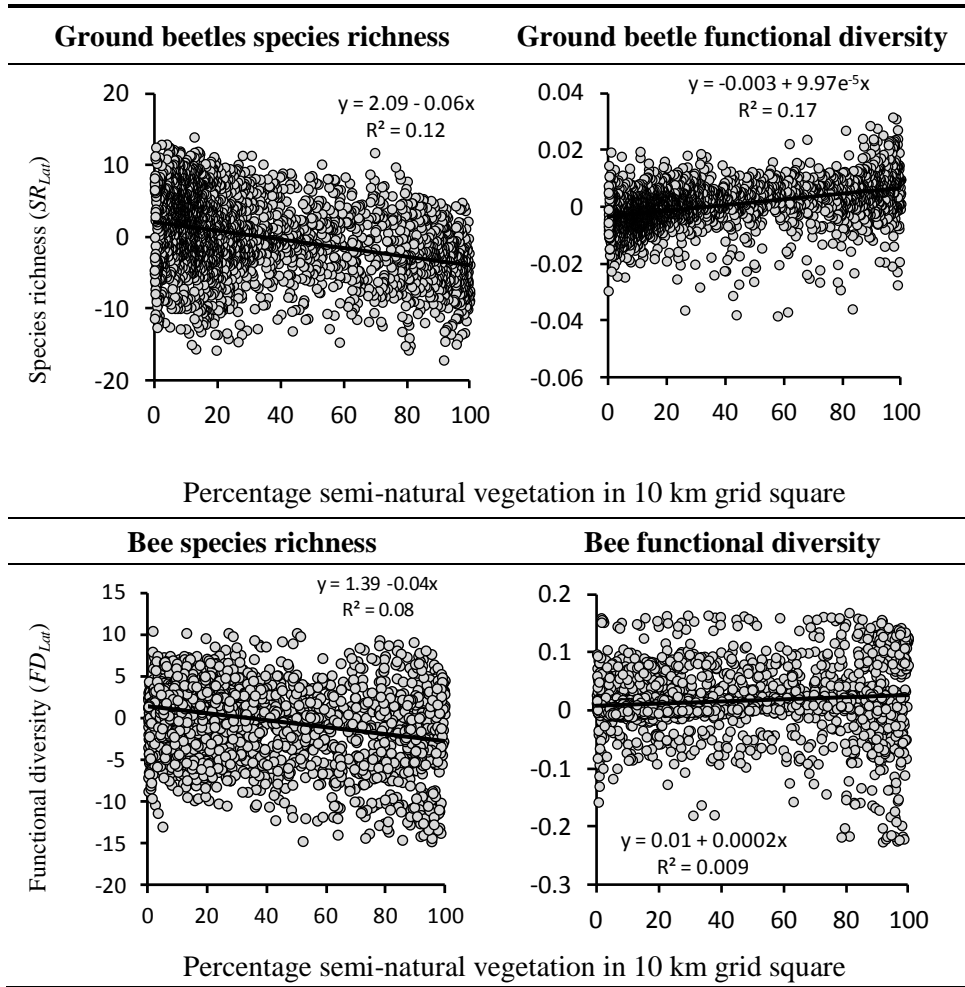 Ground beetles species richness
Ground beetle functional diversity
Species richness (SR_Lat)
20
10
0
-10
-20
y = 2.09 - 0.06x
R² = 0.12
0 20 40 60 80 100
0.04
0.02
0
-0.02
-0.04
-0.06
y = -0.003 + 9.97e⁻⁵x
R² = 0.17
0 20 40 60 80 100
Percentage semi-natural vegetation in 10 km grid square
Bee species richness
Bee functional diversity
Functional diversity (FD_Lat)
15
10
5
0
-5
-10
-15
-20
y = 1.39 -0.04x
R² = 0.08
0 20 40 60 80 100
0.2
0.1
0
-0.1
-0.2
-0.3
y = 0.01 + 0.0002x
R² = 0.009
0 20 40 60 80 100
Percentage semi-natural vegetation in 10 km grid square